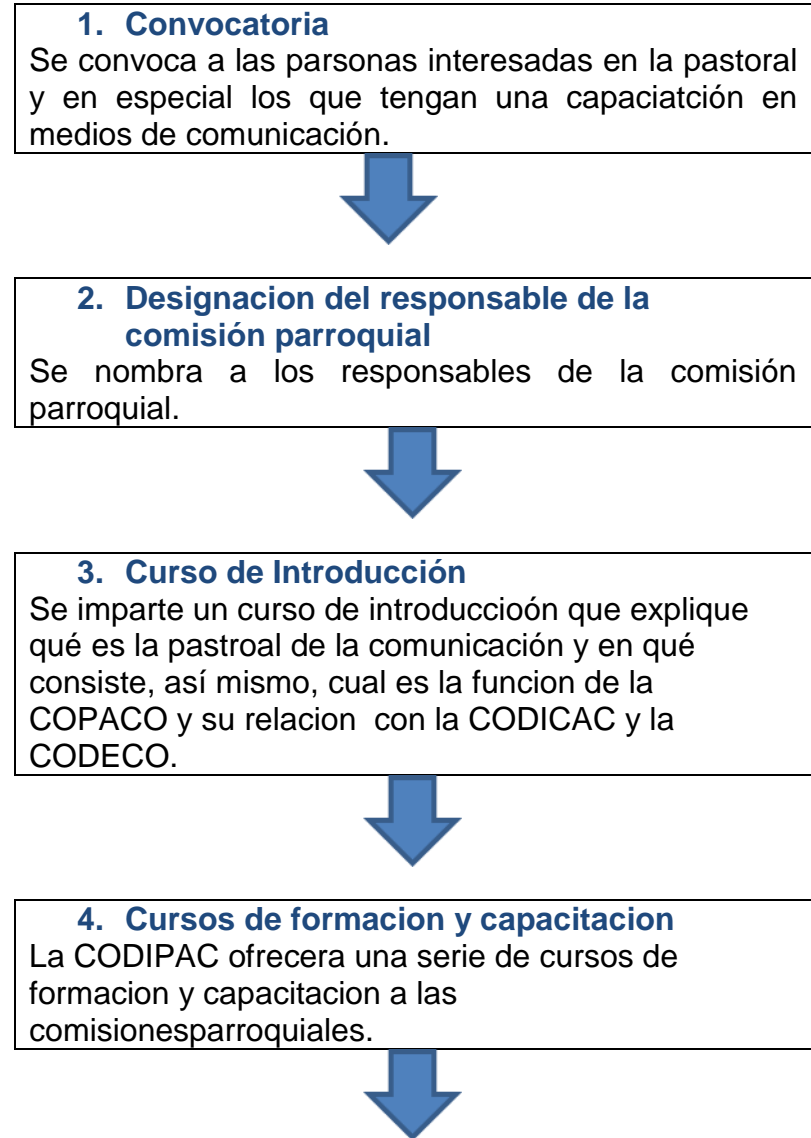 1. Convocatoria
Se convoca a las parsonas interesadas en la pastoral
y en especial los que tengan una capaciatción en
medios de comunicación.
2. Designacion del responsable de la
comisión parroquial
Se nombra a los responsables de la comisión
parroquial.
3. Curso de Introducción
Se imparte un curso de introduccioón que explique
qué es la pastroal de la comunicación y en qué
consiste, así mismo, cual es la funcion de la
COPACO y su relacion con la CODICAC y la
CODECO.
4. Cursos de formacion y capacitacion
La CODIPAC ofrecera una serie de cursos de
formacion y capacitacion a las
comisionesparroquiales.